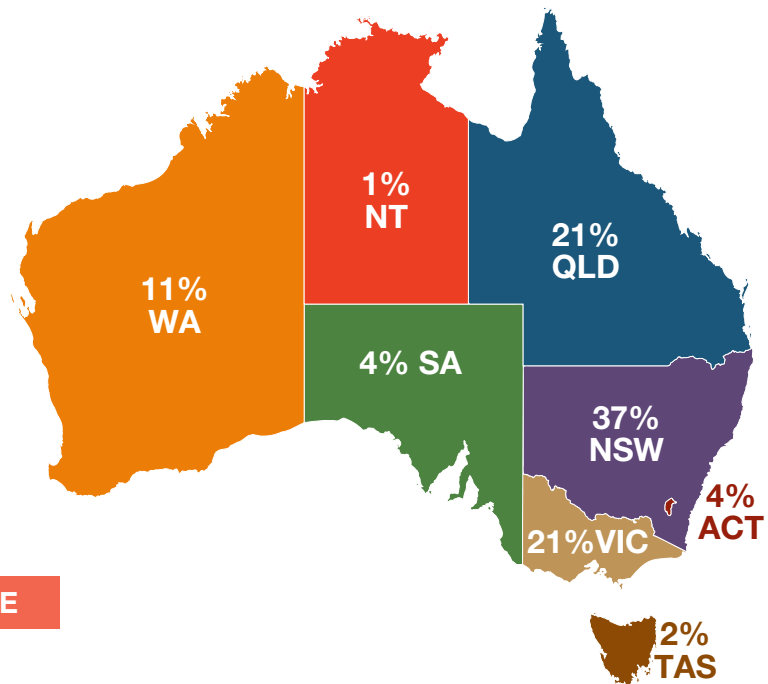 1%
NT
21%
QLD
11%
WA
4% SA
37%
NSW
4%
ACT
21%VIC
E
2%
TAS